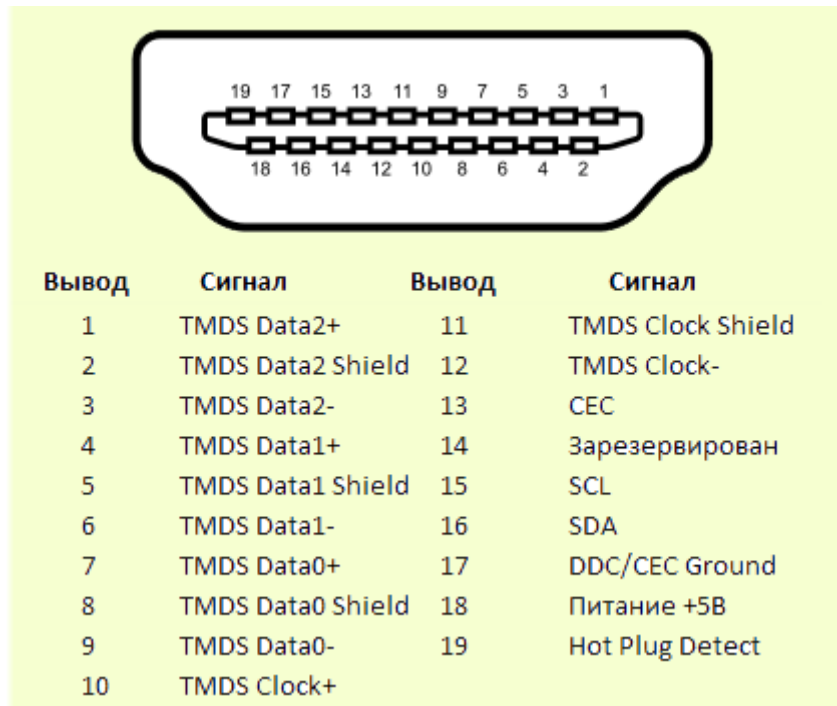 19 17 15 13 11 9 7 5 3 1
18 16 14 12 10 8 6 4 2
Вывод Сигнал Вывод Сигнал
1 TMDS Data2+ 11 TMDS Clock Shield
2 TMDS Data2 Shield 12 TMDS Clock-
3 TMDS Data2- 13 CEC
4 TMDS Data1+ 14 Зарезервирован
5 TMDS Data1 Shield 15 SCL
6 TMDS Data1- 16 SDA
7 TMDS Data0+ 17 DDC/CEC Ground
8 TMDS Data0 Shield 18 Питание +5В
9 TMDS Data0- 19 Hot Plug Detect
10 TMDS Clock+